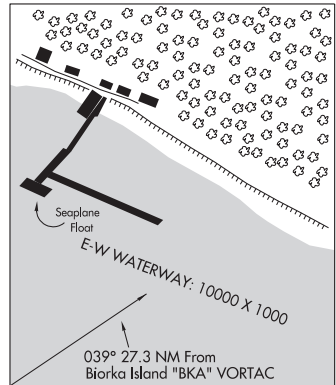 Seaplane
Float
E-W WATERWAY: 10000 X 1000
039° 27.3 NM From
Biorka Island "BKA" VORTAC